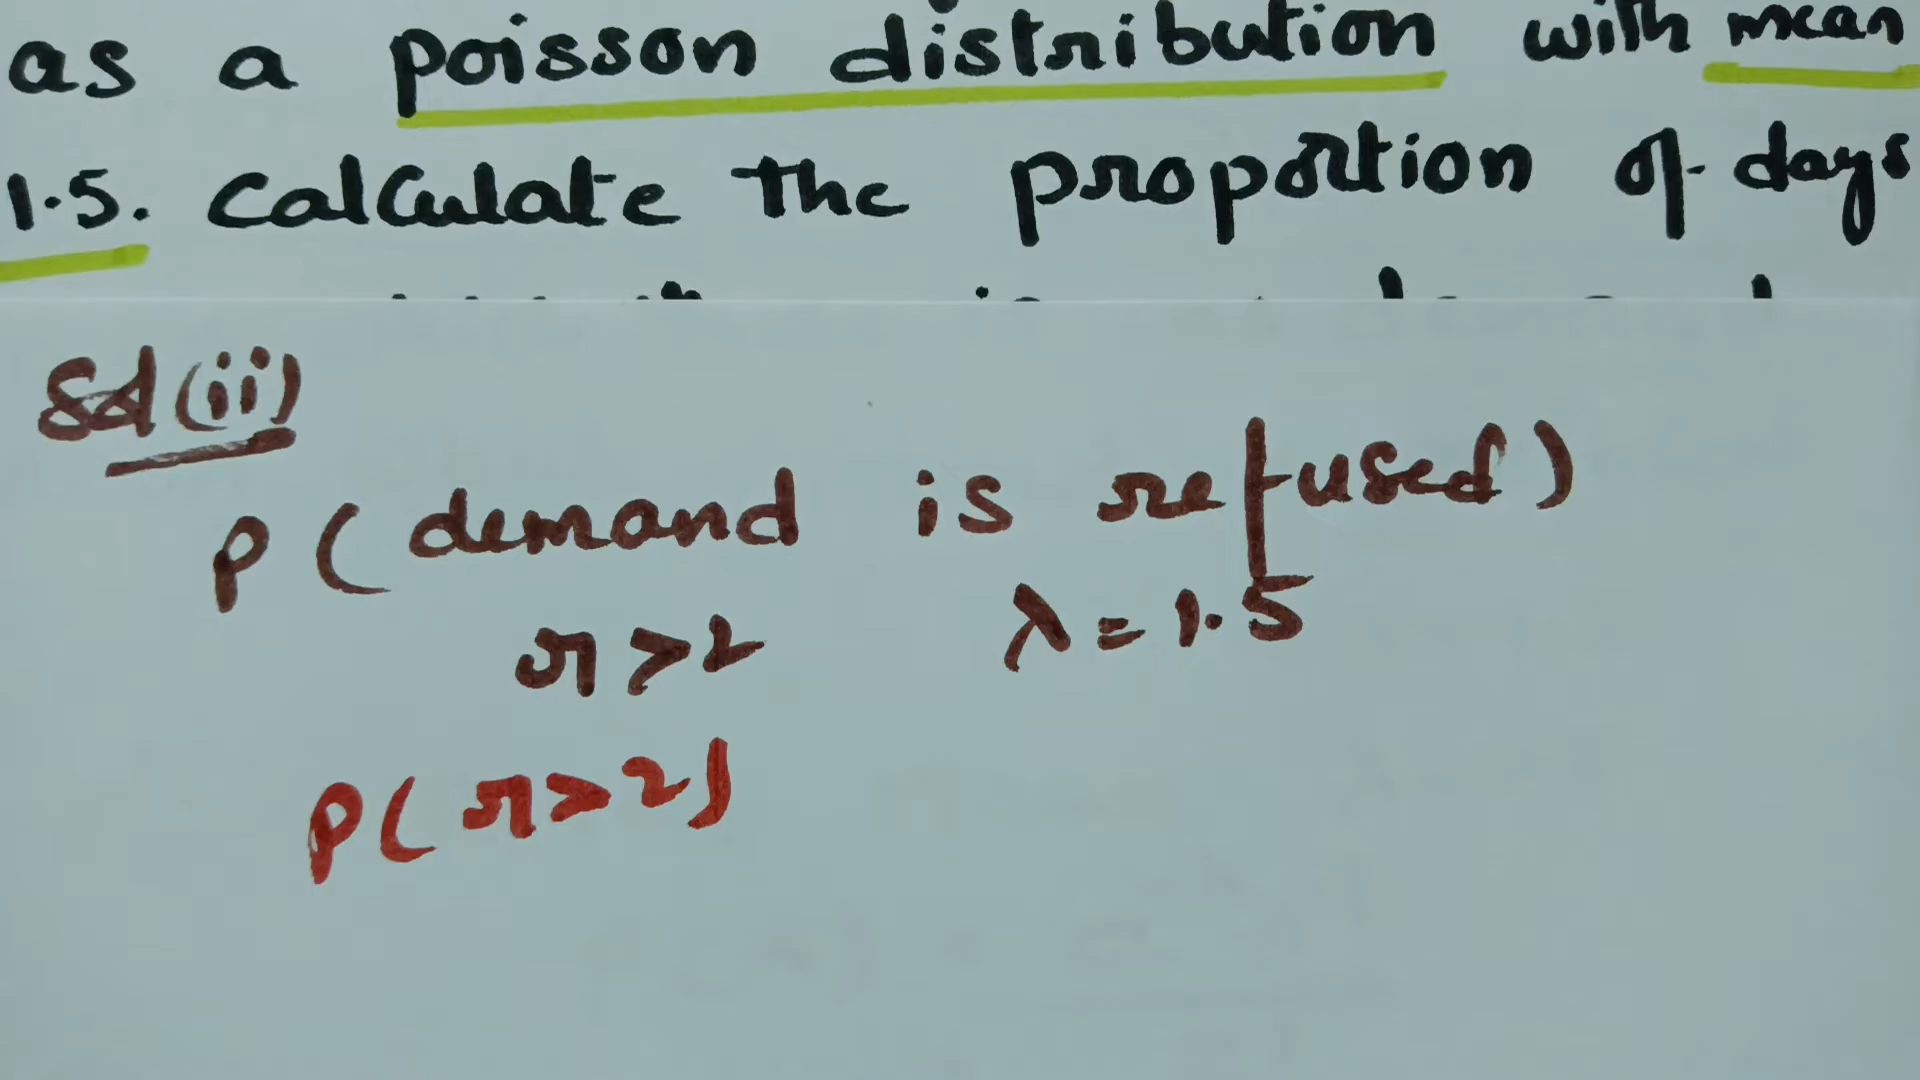 as a poisson distribution with mean
1.5. Calculate the proportion of days
Sol (ii)
P( demand is refused)
r>2 λ=1.5
P( r>2)